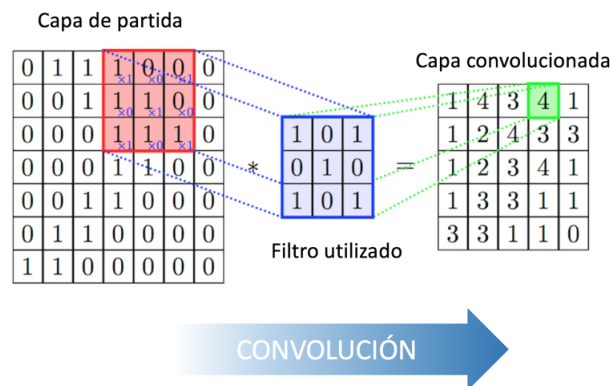 Capa de partida
Capa convolucionada
0 1 1 1 0 0 0
×1 ×0 ×1
0 0 1 1 1 0 0
×0 ×1 ×0
0 0 0 1 1 1 0
×1 ×0 ×1
0 0 0 1 1 0 0
0 0 1 1 0 0 0
0 1 1 0 0 0 0
1 1 0 0 0 0 0
*
1 0 1
0 1 0
1 0 1
Filtro utilizado
=
1 4 3 4 1
1 2 4 3 3
1 2 3 4 1
1 3 3 1 1
3 3 1 1 0
CONVOLUCIÓN